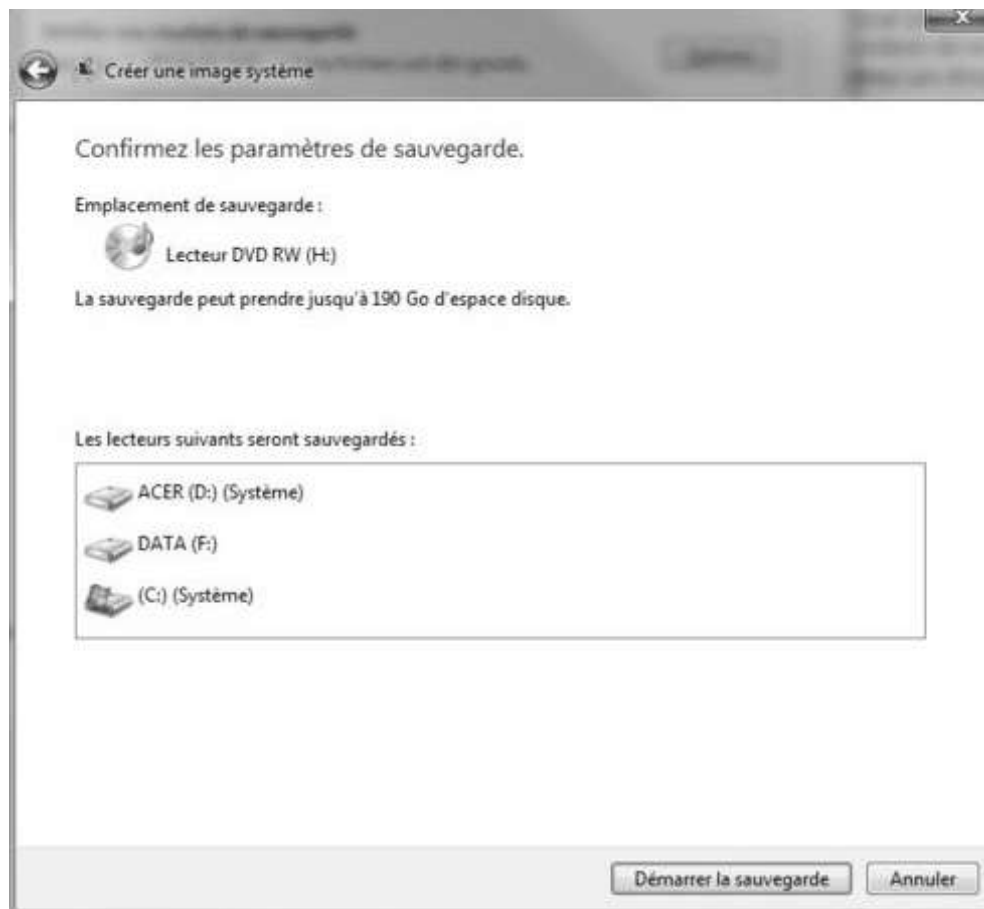 Créer une image système
Confirmez les paramètres de sauvegarde.
Emplacement de sauvegarde :
Lecteur DVD RW (H:)
La sauvegarde peut prendre jusqu'à 190 Go d'espace disque.
Les lecteurs suivants seront sauvegardés :
ACER (D:) (Système)
DATA (F:)
(C:) (Système)
Démarrer la sauvegarde
Annuler